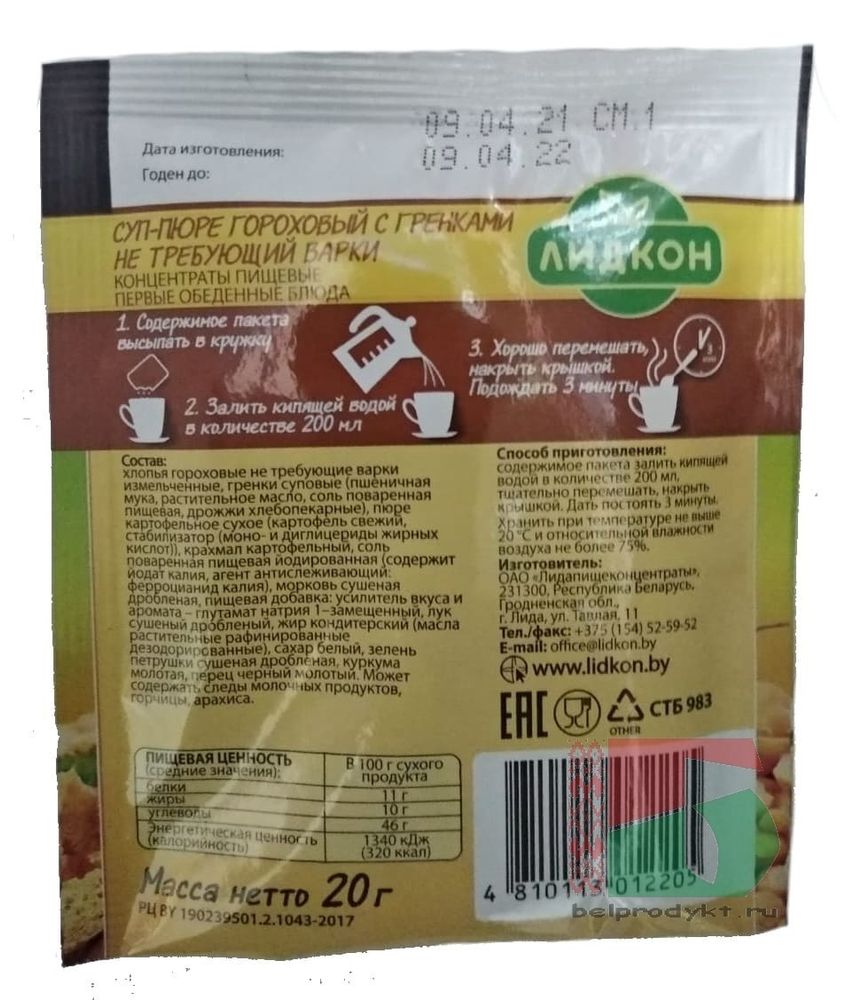 09.04.21 СМ.1
Дата изготовления:
09.04.22
Годен до:
СУП-ПЮРЕ ГОРОХОВЫЙ С ГРЕНКАМИ
НЕ ТРЕБУЮЩИЙ ВАРКИ
КОНЦЕНТРАТЫ ПИЩЕВЫЕ
ПЕРВЫЕ ОБЕДЕННЫЕ БЛЮДА
ЛИДКОН
1. Содержимое пакета
высыпать в кружку
2. Залить кипящей водой
в количестве 200 мл
3. Хорошо перемешать,
накрыть крышкой.
Подождать 3 минуты
3
мин
Состав:
хлопья гороховые не требующие варки
измельченные, гренки суповые (пшеничная
мука, растительное масло, соль поваренная
пищевая, дрожжи хлебопекарные), пюре
картофельное сухое (картофель свежий,
стабилизатор (моно- и диглицериды жирных
кислот)), крахмал картофельный, соль
поваренная пищевая йодированная (содержит
йодат калия, агент антислеживающий:
ферроцианид калия), морковь сушеная
дробленая, пищевая добавка: усилитель вкуса и
аромата – глутамат натрия 1–замещенный, лук
сушеный дробленый, жир кондитерский (масла
растительные рафинированные
дезодорированные), сахар белый, зелень
петрушки сушеная дробленая, куркума
молотая, перец черный молотый. Может
содержать следы молочных продуктов,
горчицы, арахиса.
Способ приготовления:
содержимое пакета залить кипящей
водой в количестве 200 мл,
тщательно перемешать, накрыть
крышкой. Дать постоять 3 минуты.
Хранить при температуре не выше
20 °С и относительной влажности
воздуха не более 75%.
Изготовитель:
ОАО «Лидапищеконцентраты»,
231300, Республика Беларусь,
Гродненская обл.,
г. Лида, ул. Тавлая, 11
Тел./факс: +375 (154) 52-59-52
E-mail: office@lidkon.by
www.lidkon.by
EAC
OTHER
СТБ 983
ПИЩЕВАЯ ЦЕННОСТЬ
(средние значения):
В 100 г сухого
продукта
белки
11 г
жиры
10 г
углеводы
46 г
Энергетическая ценность
(калорийность)
1340 кДж
(320 ккал)
Масса нетто 20 г
РЦ BY 190239501.2.1043-2017
4 810113 012205
belprodykt.ru